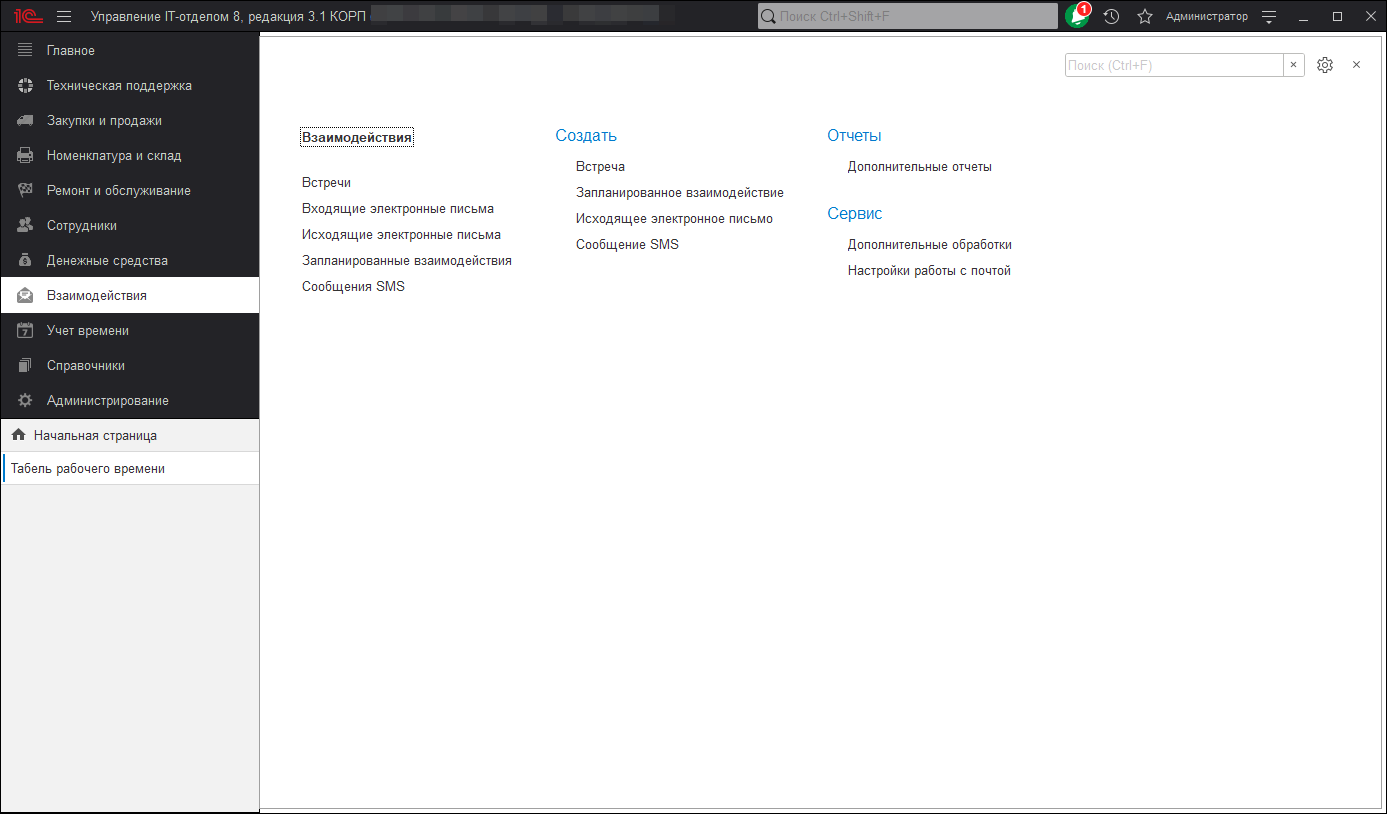 1С Управление IT-отделом 8, редакция 3.1 КОРП Поиск Ctrl+Shift+F 1 Администратор
Главное
Техническая поддержка
Закупки и продажи
Номенклатура и склад
Ремонт и обслуживание
Сотрудники
Денежные средства
Взаимодействия
7 Учет времени
Справочники
Администрирование
Начальная страница
Табель рабочего времени
Поиск (Ctrl+F) ×
Взаимодействия
Встречи
Входящие электронные письма
Исходящие электронные письма
Запланированные взаимодействия
Сообщения SMS
Создать
Встреча
Запланированное взаимодействие
Исходящее электронное письмо
Сообщение SMS
Отчеты
Дополнительные отчеты
Сервис
Дополнительные обработки
Настройки работы с почтой